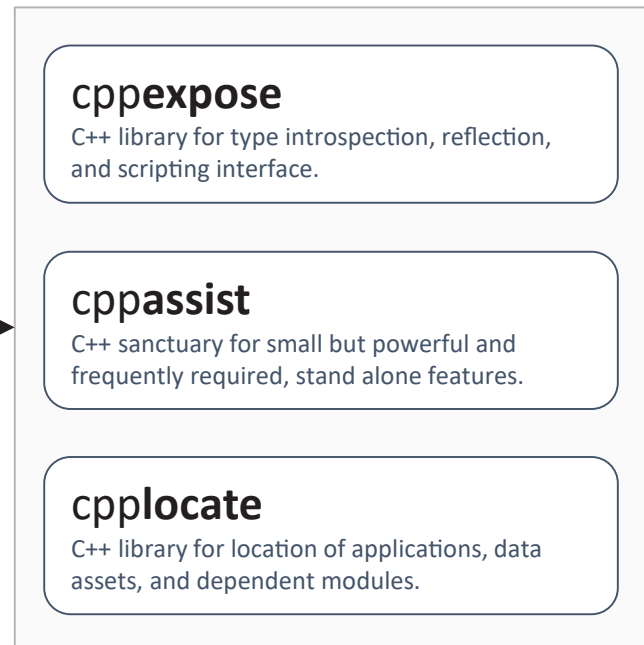 cppexpose
C++ library for type introspection, reflection,
and scripting interface.
cppassist
C++ sanctuary for small but powerful and
frequently required, stand alone features.
cpplocate
C++ library for location of applications, data
assets, and dependent modules.